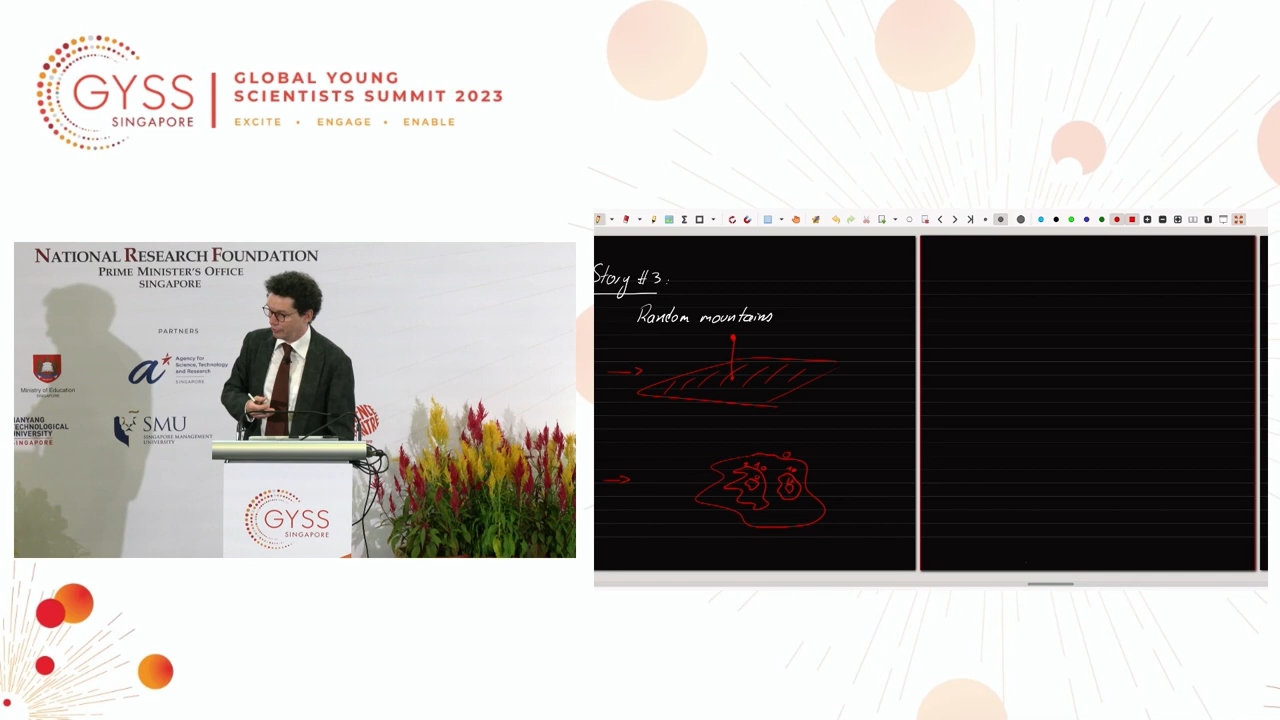 GYSS
SINGAPORE
GLOBAL YOUNG
SCIENTISTS SUMMIT 2023
EXCITE • ENGAGE • ENABLE
NATIONAL RESEARCH FOUNDATION
PRIME MINISTER'S OFFICE
SINGAPORE
PARTNERS
Ministry of Education
SINGAPORE
a*
Agency for
Science, Technology
and Research
SINGAPORE
NANYANG
TECHNOLOGICAL
UNIVERSITY
SINGAPORE
SMU
SINGAPORE MANAGEMENT
UNIVERSITY
CENTRE
GYSS
SINGAPORE
Story #3:
Random mountains